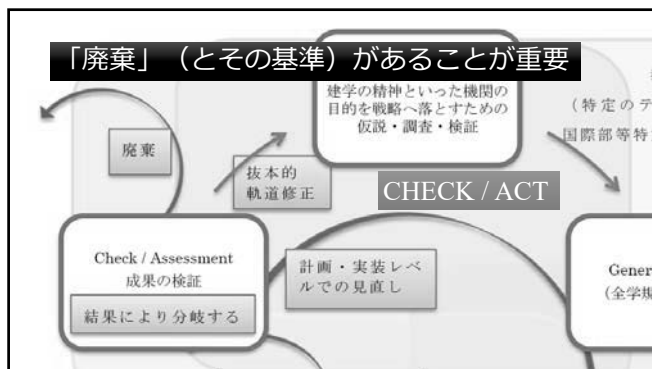 「廃棄」（とその基準）があることが重要
建学の精神といった機関の
目的を戦略へ落とすための
仮説・調査・検証
（特定のデ
国際部等特
廃棄
抜本的
軌道修正
CHECK / ACT
Check / Assessment
成果の検証
結果により分岐する
計画・実装レベ
ルでの見直し
Gener
（全学規